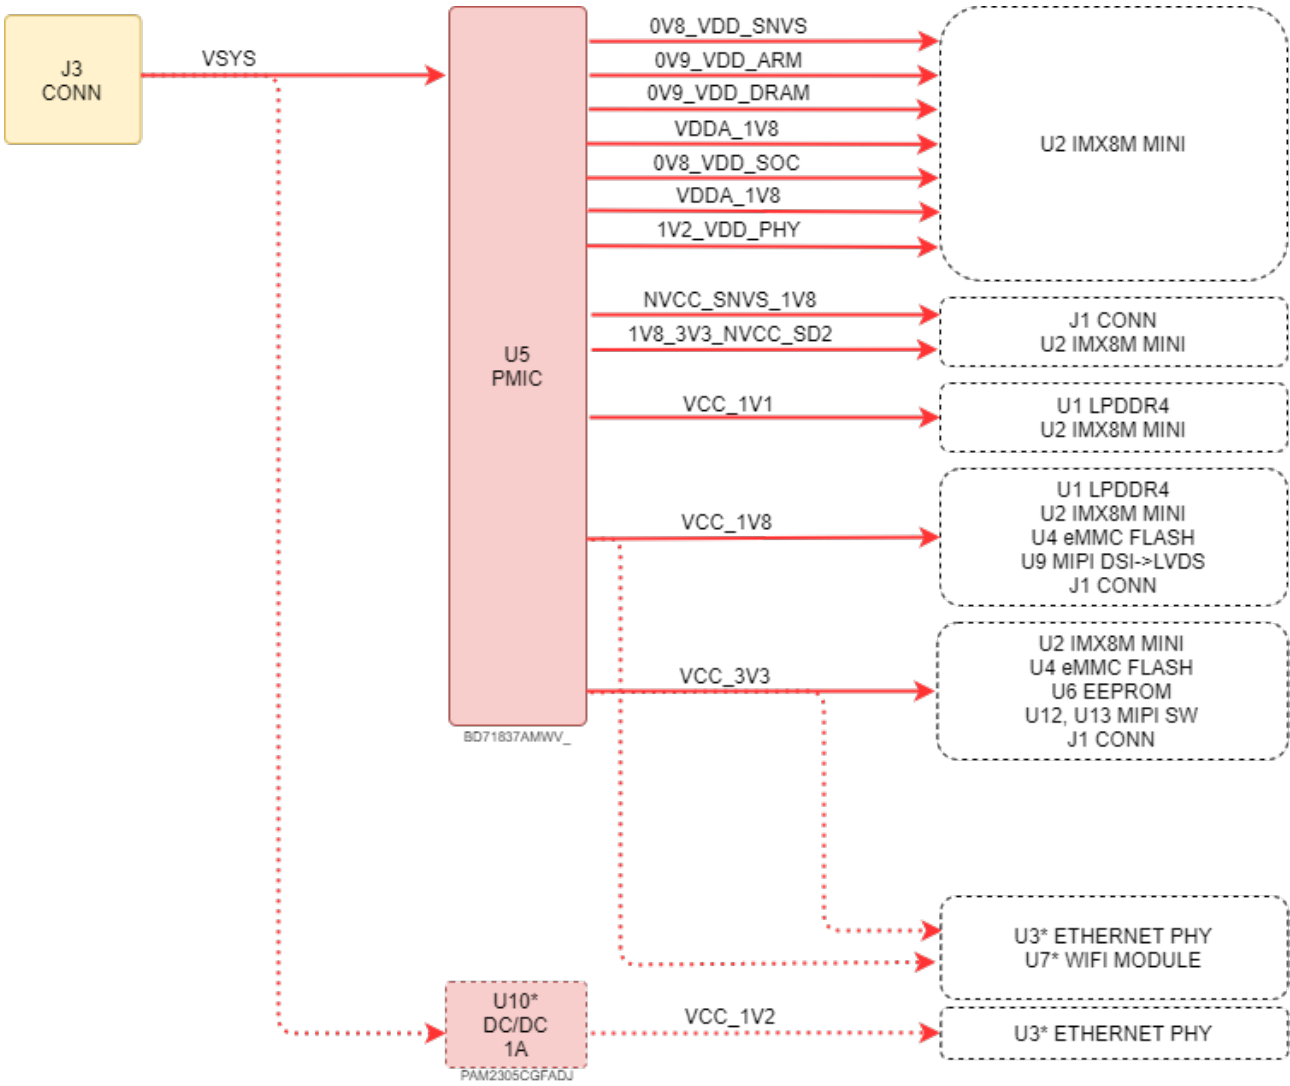 J3
CONN
VSYS
U5
PMIC
BD71837AMWV_
0V8_VDD_SNVS
0V9_VDD_ARM
0V9_VDD_DRAM
VDDA_1V8
0V8_VDD_SOC
VDDA_1V8
1V2_VDD_PHY
U2 IMX8M MINI
NVCC_SNVS_1V8
1V8_3V3_NVCC_SD2
J1 CONN
U2 IMX8M MINI
VCC_1V1
U1 LPDDR4
U2 IMX8M MINI
VCC_1V8
U1 LPDDR4
U2 IMX8M MINI
U4 eMMC FLASH
U9 MIPI DSI->LVDS
J1 CONN
VCC_3V3
U2 IMX8M MINI
U4 eMMC FLASH
U6 EEPROM
U12, U13 MIPI SW
J1 CONN
U3* ETHERNET PHY
U7* WIFI MODULE
U10*
DC/DC
1A
PAM2305CGFADJ
VCC_1V2
U3* ETHERNET PHY